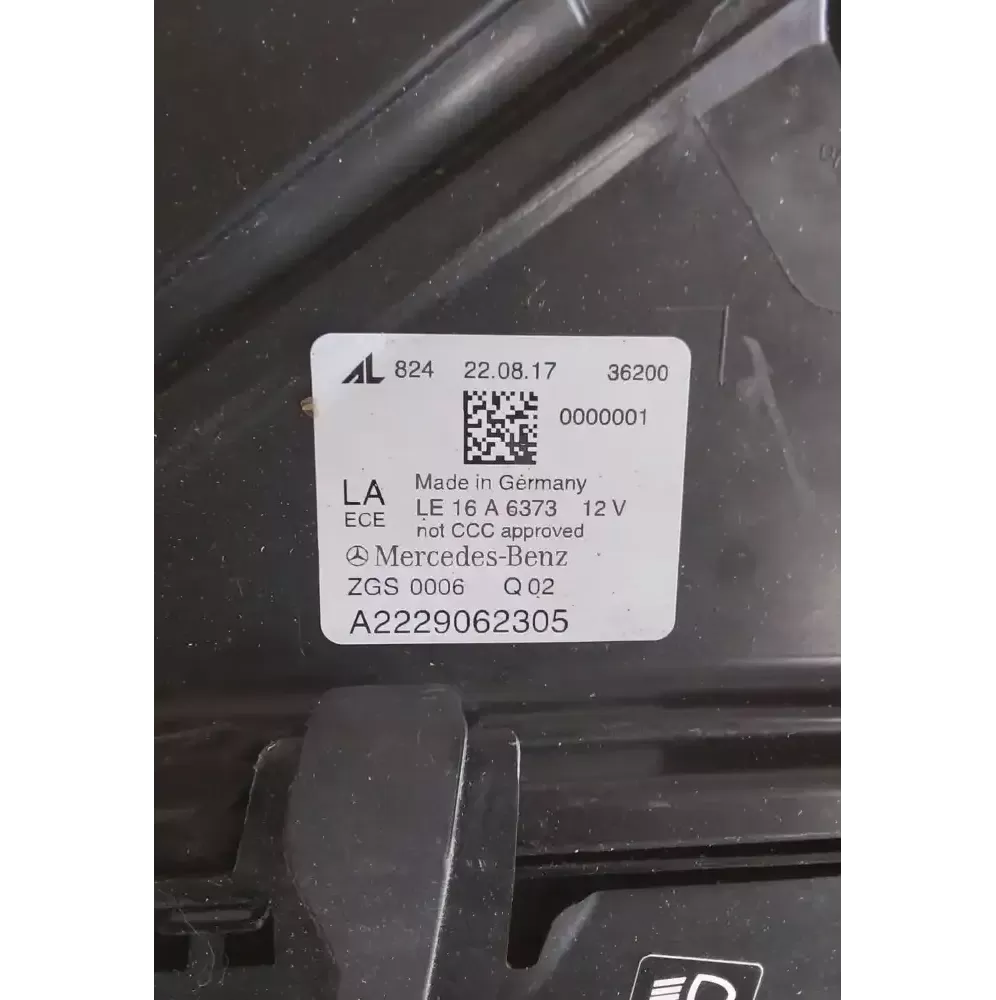 AL 824 22.08.17 36200
0000001
LA
ECE
Made in Germany
LE 16 A 6373 12 V
not CCC approved
Mercedes-Benz
ZGS 0006 Q 02
A2229062305